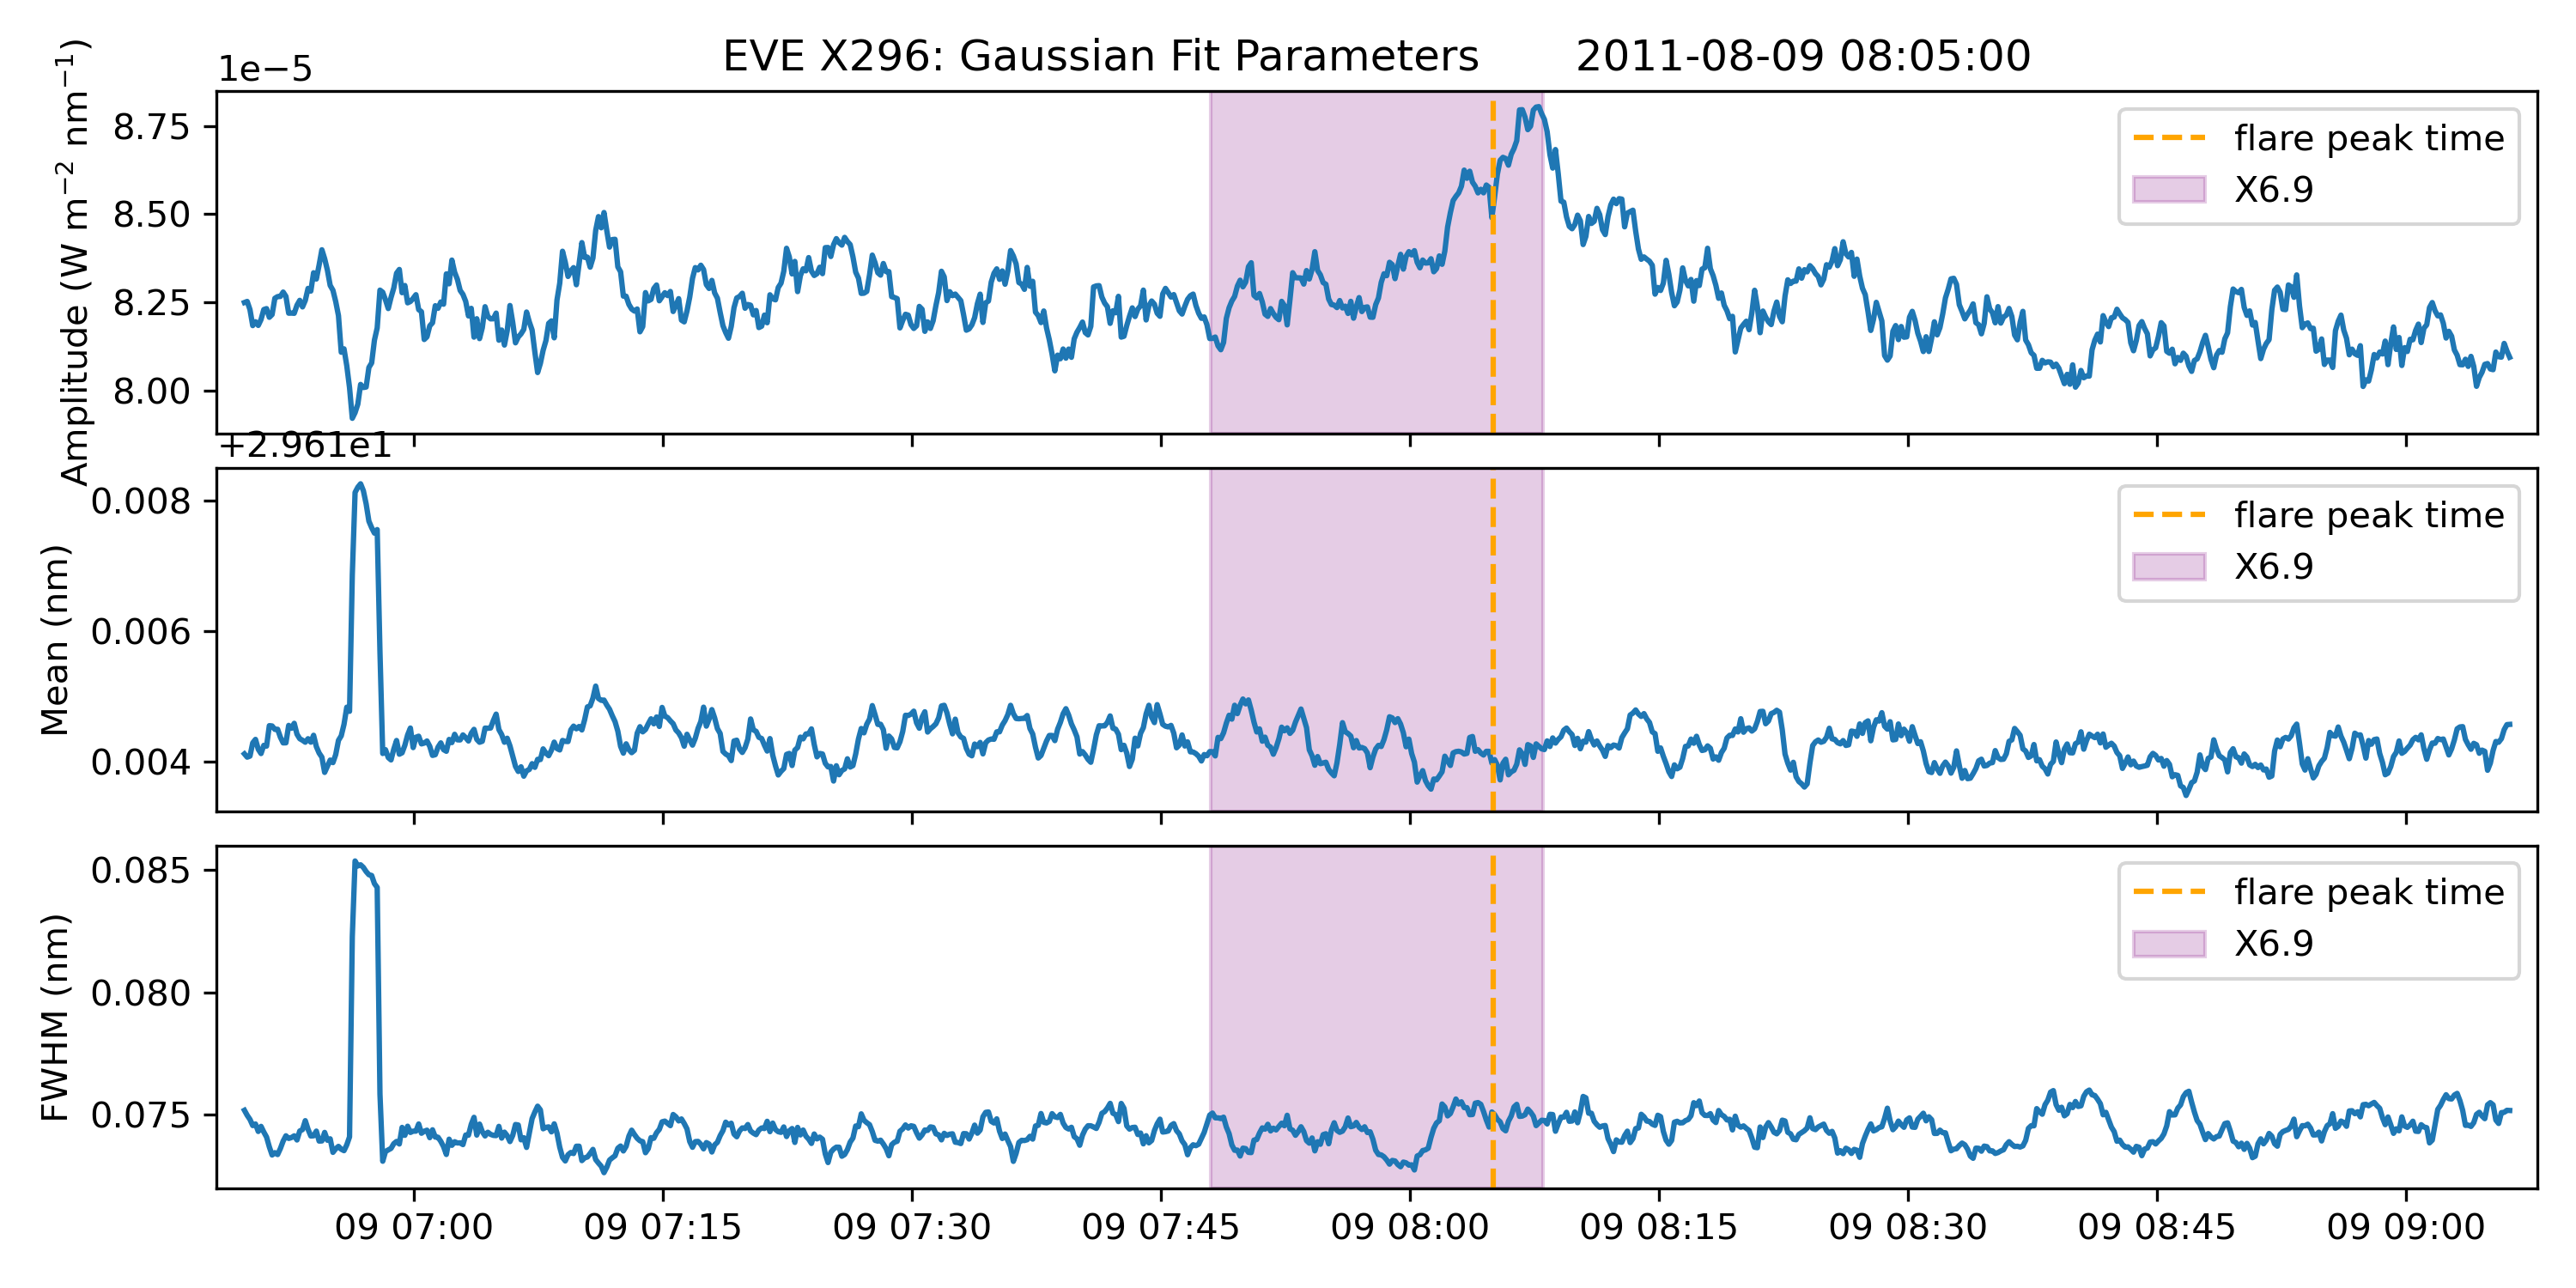 EVE X296: Gaussian Fit Parameters 2011-08-09 08:05:00
1e−5
Amplitude (W m⁻² nm⁻¹)
8.75
8.50
8.25
8.00
flare peak time
X6.9
+2.961e1
Mean (nm)
0.008
0.006
0.004
flare peak time
X6.9
FWHM (nm)
0.085
0.080
0.075
flare peak time
X6.9
09 07:00 09 07:15 09 07:30 09 07:45 09 08:00 09 08:15 09 08:30 09 08:45 09 09:00